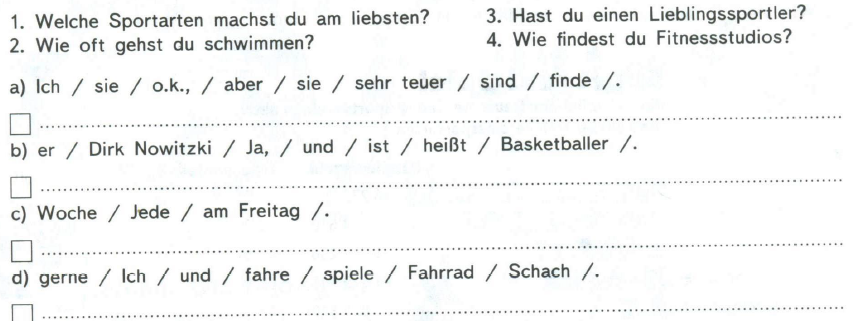 1. Welche Sportarten machst du am liebsten?
2. Wie oft gehst du schwimmen?
3. Hast du einen Lieblingssportler?
4. Wie findest du Fitnessstudios?
a) Ich / sie / o.k., / aber / sie / sehr teuer / sind / finde /.
b) er / Dirk Nowitzki / Ja, / und / ist / heißt / Basketballer /.
c) Woche / Jede / am Freitag /.
d) gerne / Ich / und / fahre / spiele / Fahrrad / Schach /.